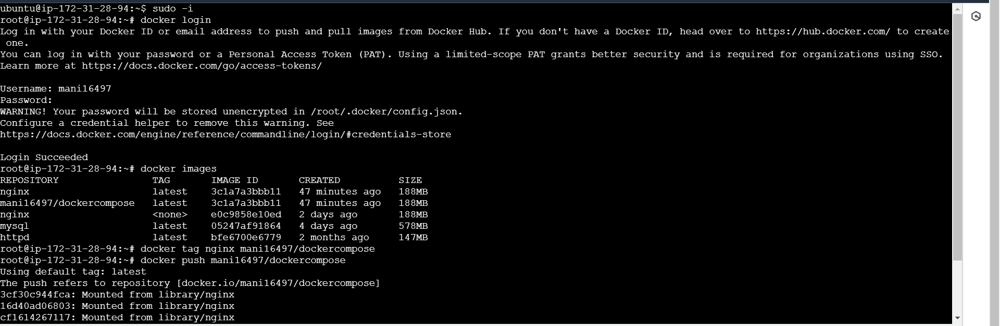 ubuntu@ip-172-31-28-94:~$ sudo -i
root@ip-172-31-28-94:~# docker login
Log in with your Docker ID or email address to push and pull images from Docker Hub. If you don't have a Docker ID, head over to https://hub.docker.com/ to create
 one.
You can log in with your password or a Personal Access Token (PAT). Using a limited-scope PAT grants better security and is required for organizations using SSO.
Learn more at https://docs.docker.com/go/access-tokens/

Username: mani16497
Password:
WARNING! Your password will be stored unencrypted in /root/.docker/config.json.
Configure a credential helper to remove this warning. See
https://docs.docker.com/engine/reference/commandline/login/#credentials-store

Login Succeeded
root@ip-172-31-28-94:~# docker images
REPOSITORY                TAG       IMAGE ID       CREATED          SIZE
nginx                     latest    3c1a7a3bbb11   47 minutes ago   188MB
mani16497/dockercompose   latest    3c1a7a3bbb11   47 minutes ago   188MB
nginx                     <none>    e0c9858e10ed   2 days ago       188MB
mysql                     latest    05247af91864   4 days ago       578MB
httpd                     latest    bfe6700e6779   2 months ago     147MB
root@ip-172-31-28-94:~# docker tag nginx mani16497/dockercompose
root@ip-172-31-28-94:~# docker push mani16497/dockercompose
Using default tag: latest
The push refers to repository [docker.io/mani16497/dockercompose]
3cf30c944fca: Mounted from library/nginx
16d40ad06803: Mounted from library/nginx
cf1614267117: Mounted from library/nginx